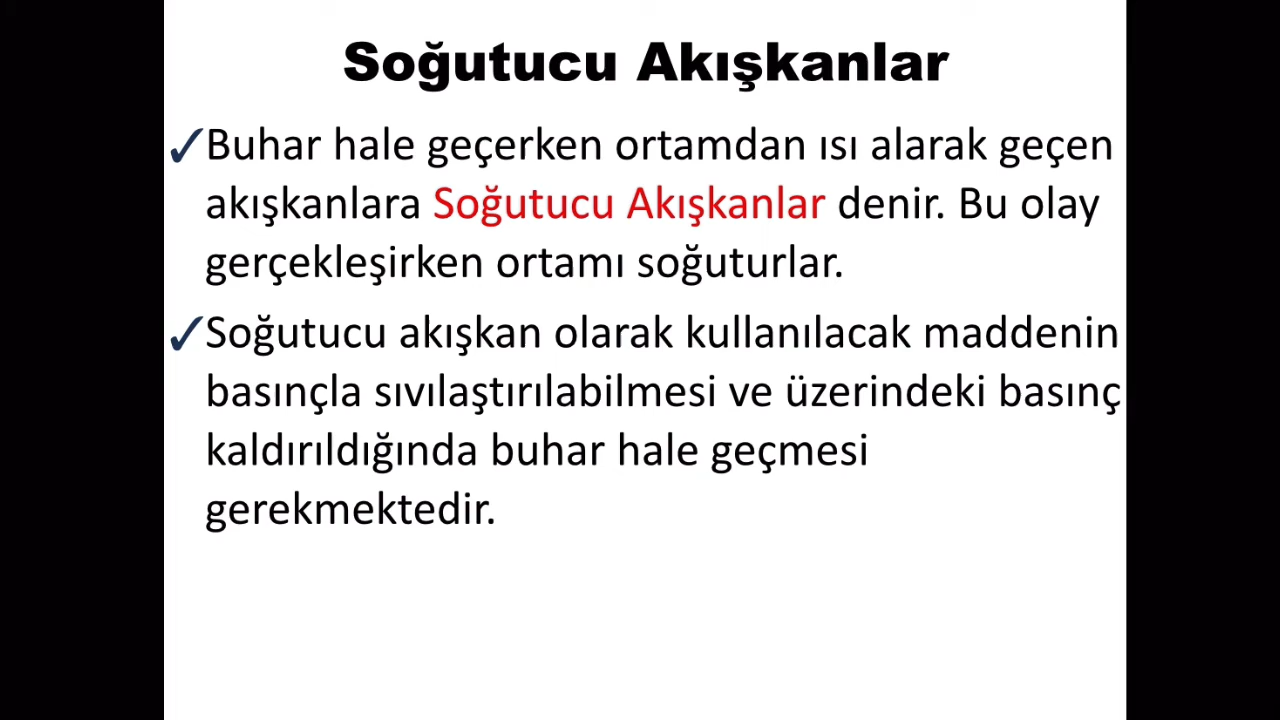 Soğutucu Akışkanlar
✓Buhar hale geçerken ortamdan ısı alarak geçen
akışkanlara Soğutucu Akışkanlar denir. Bu olay
gerçekleşirken ortamı soğuturlar.
✓Soğutucu akışkan olarak kullanılacak maddenin
basınçla sıvılaştırılabilmesi ve üzerindeki basınç
kaldırıldığında buhar hale geçmesi
gerekmektedir.